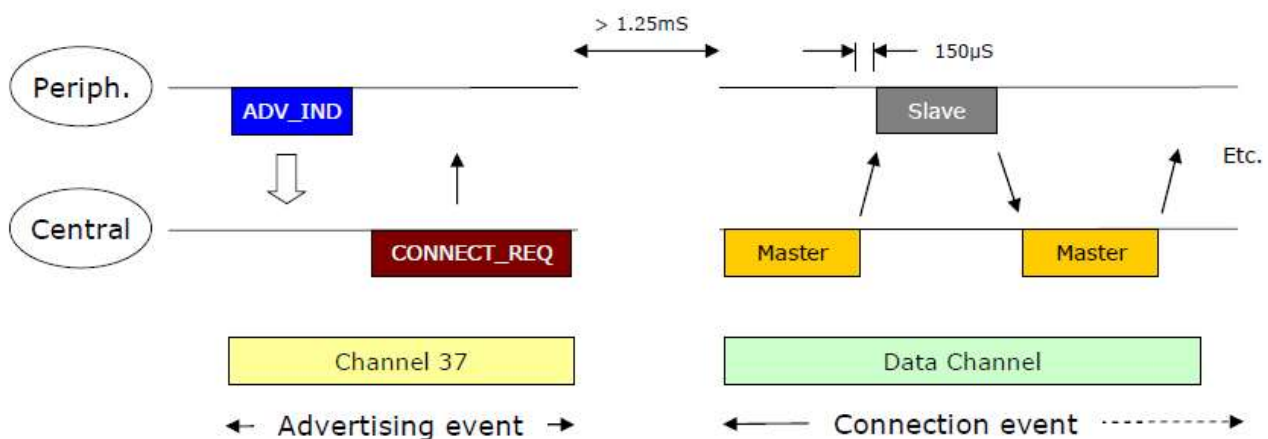 > 1.25mS
150µS
Periph.
ADV_IND
Slave
Etc.
Central
CONNECT_REQ
Master
Master
Channel 37
Data Channel
Advertising event
Connection event